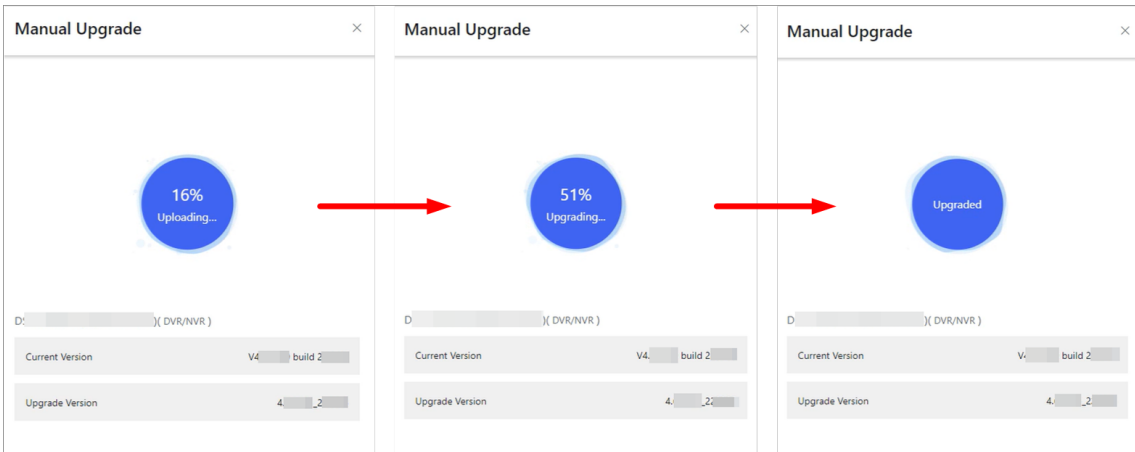 Manual Upgrade ×
16%
Uploading...
)( DVR/NVR )
Current Version build
Upgrade Version
Manual Upgrade ×
51%
Upgrading...
)( DVR/NVR )
Current Version build
Upgrade Version
Manual Upgrade ×
Upgraded
)( DVR/NVR )
Current Version build
Upgrade Version